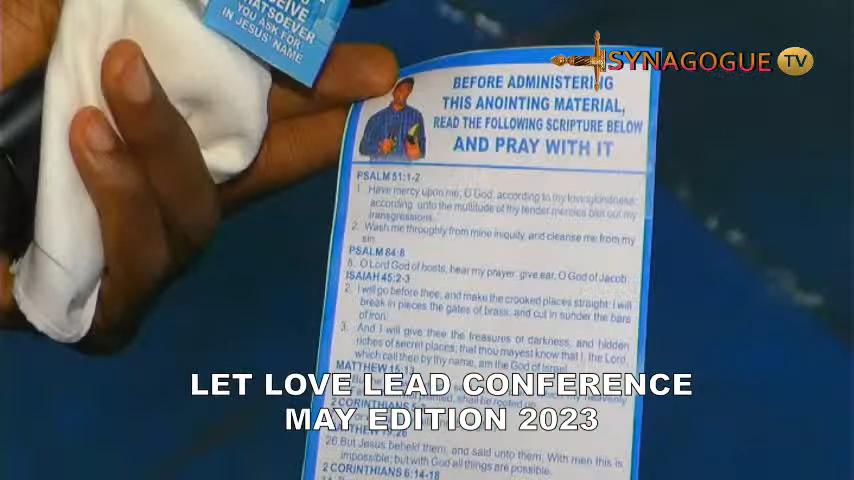 CEIVE
WHATSOEVER
YOU ASK FOR
IN JESUS' NAME
SYNAGOGUE TV
BEFORE ADMINISTERING
THIS ANOINTING MATERIAL,
READ THE FOLLOWING SCRIPTURE BELOW
AND PRAY WITH IT
PSALM 51:1-2
1. Have mercy upon me, O God, according to thy lovingkindness:
according unto the multitude of thy tender mercies blot out my
transgressions.
2. Wash me throughly from mine iniquity, and cleanse me from my
sin.
PSALM 84:8
8. O Lord God of hosts, hear my prayer: give ear, O God of Jacob.
ISAIAH 45:2-3
2. I will go before thee, and make the crooked places straight: I will
break in pieces the gates of brass, and cut in sunder the bars
of iron:
3. And I will give thee the treasures of darkness, and hidden
riches of secret places, that thou mayest know that I, the Lord,
which call thee by thy name, am the God of Israel.
MATTHEW 15:13
LET LOVE LEAD CONFERENCE
MAY EDITION 2023
2 CORINTHIANS
26. But Jesus beheld them, and said unto them, With men this is
impossible; but with God all things are possible.
2 CORINTHIANS 6:14-18